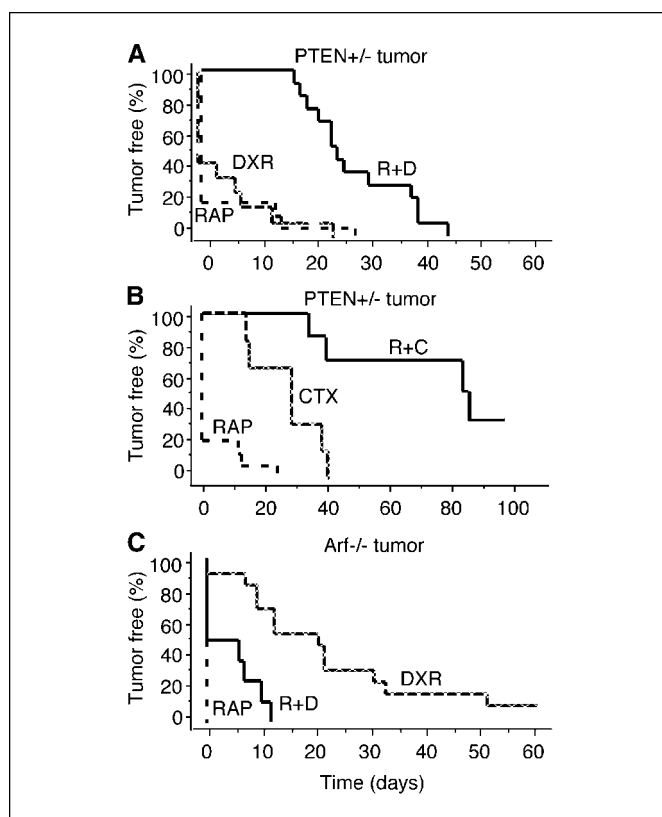 A
PTEN+/- tumor
Tumor free (%)
100
80
60
40
20
0
DXR
RAP
R+D
0 10 20 30 40 50 60
B
PTEN+/- tumor
Tumor free (%)
100
80
60
40
20
0
R+C
CTX
RAP
0 20 40 60 80 100
C
Arf-/- tumor
Tumor free (%)
100
80
60
40
20
0
DXR
RAP
R+D
0 10 20 30 40 50 60
Time (days)